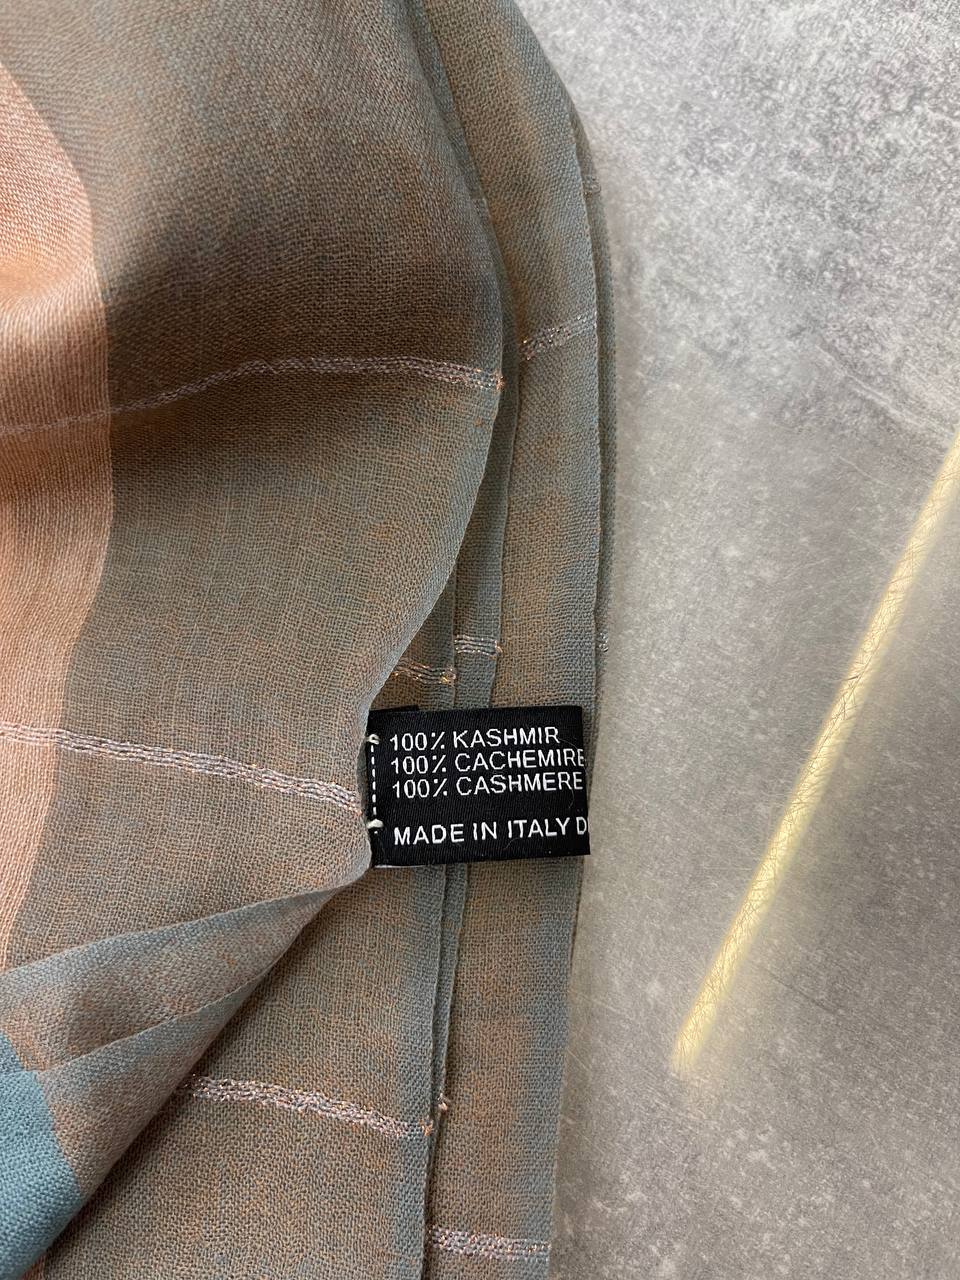 100% KASHMIR
100% CACHEMIRE
100% CASHMERE
MADE IN ITALY D